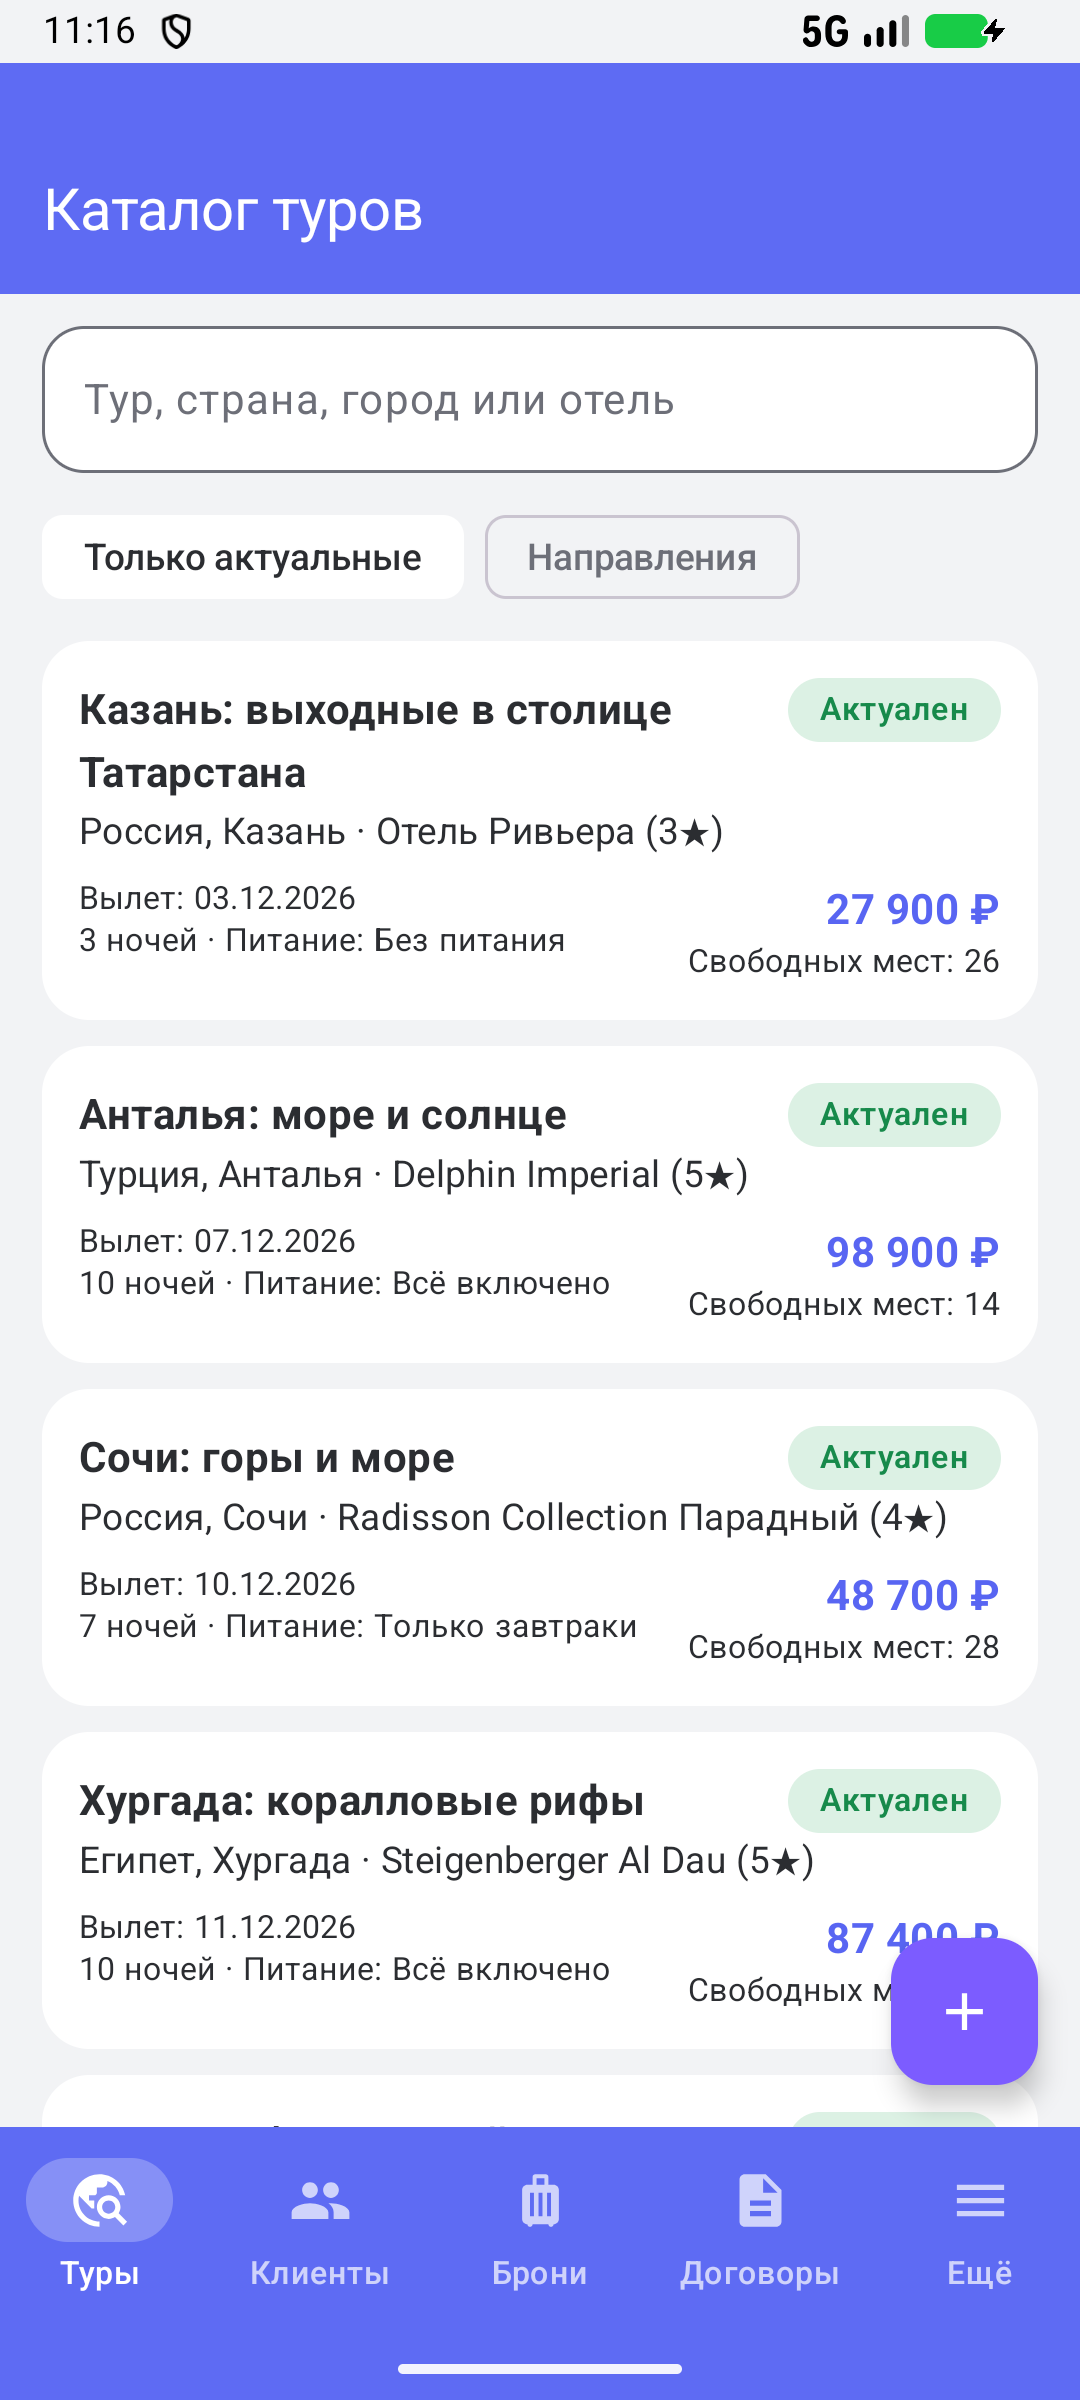 11:16
5G
Каталог туров
Тур, страна, город или отель
Только актуальные
Направления
Казань: выходные в столице
Татарстана
Актуален
Россия, Казань · Отель Ривьера (3★)
Вылет: 03.12.2026
3 ночей · Питание: Без питания
27 900 ₽
Свободных мест: 26
Анталья: море и солнце
Актуален
Турция, Анталья · Delphin Imperial (5★)
Вылет: 07.12.2026
10 ночей · Питание: Всё включено
98 900 ₽
Свободных мест: 14
Сочи: горы и море
Актуален
Россия, Сочи · Radisson Collection Парадный (4★)
Вылет: 10.12.2026
7 ночей · Питание: Только завтраки
48 700 ₽
Свободных мест: 28
Хургада: коралловые рифы
Актуален
Египет, Хургада · Steigenberger Al Dau (5★)
Вылет: 11.12.2026
10 ночей · Питание: Всё включено
87 400 ₽
Свободных
Туры
Клиенты
Брони
Договоры
Ещё